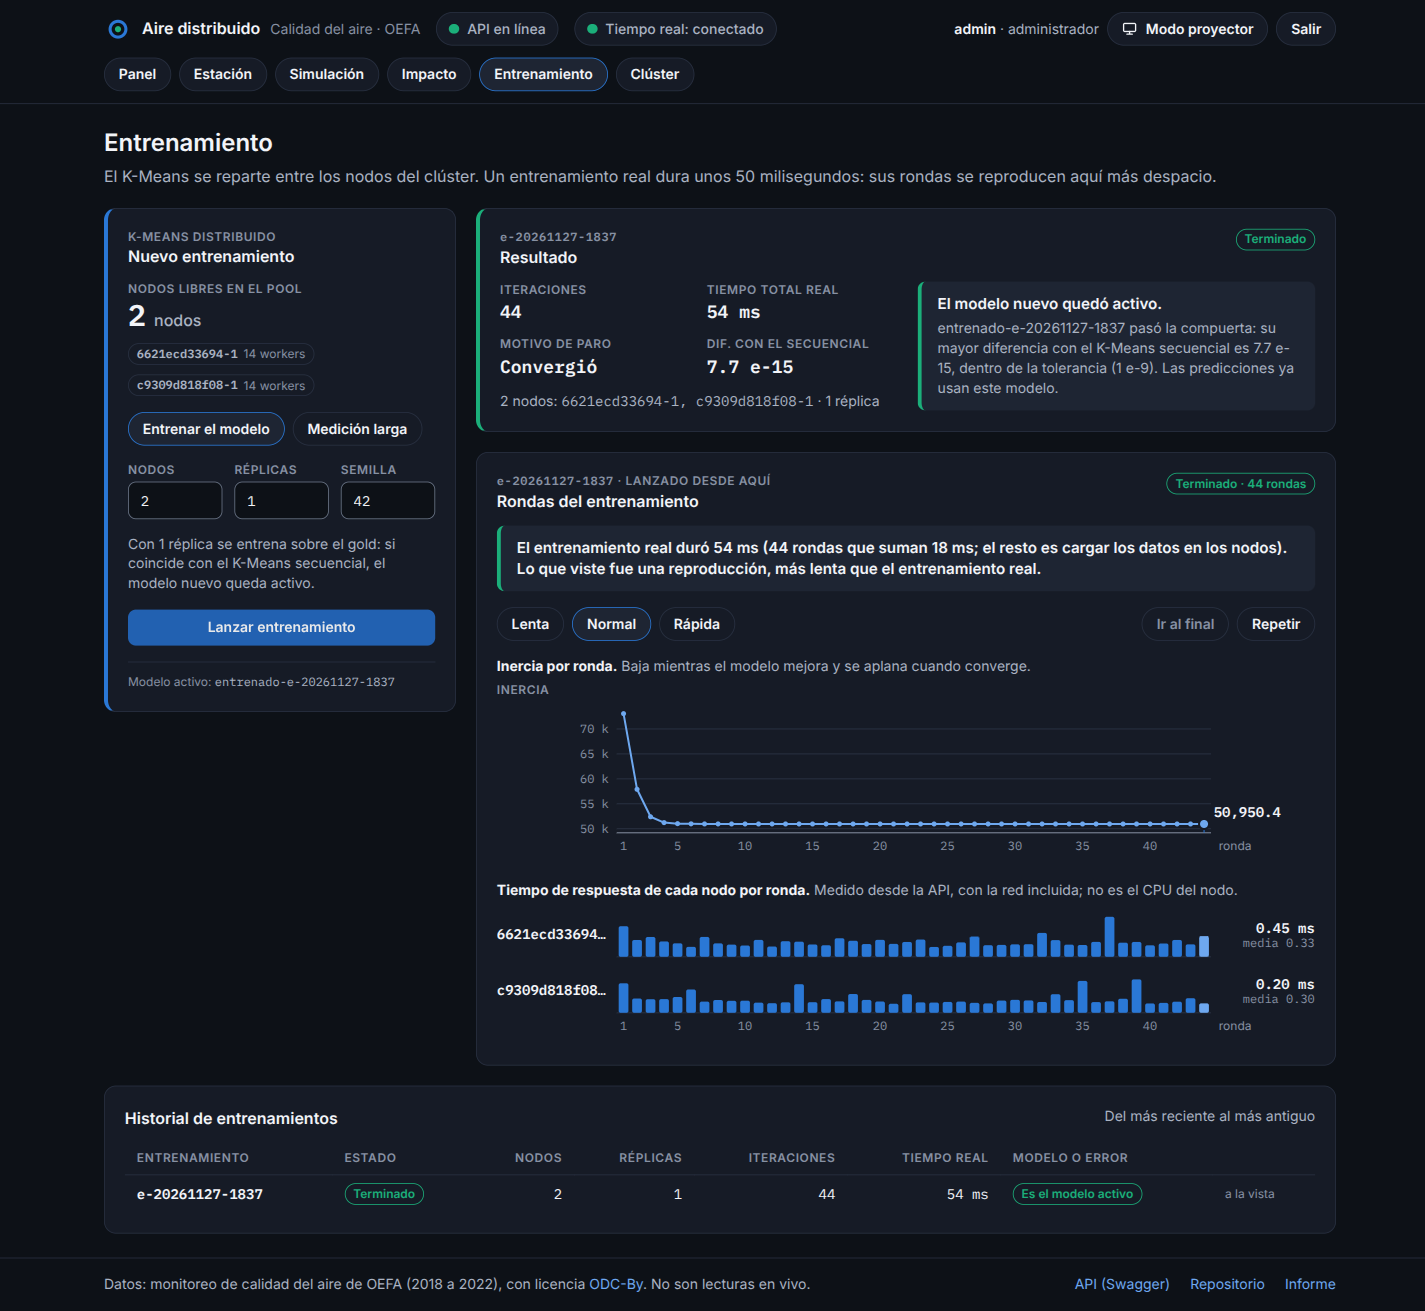 Aire distribuido Calidad del aire · OEFA
API en línea
Tiempo real: conectado
admin · administrador
Modo proyector
Salir
Panel
Estación
Simulación
Impacto
Entrenamiento
Clúster
Entrenamiento
El K-Means se reparte entre los nodos del clúster. Un entrenamiento real dura unos 50 milisegundos: sus rondas se reproducen aquí más despacio.
K-MEANS DISTRIBUIDO
Nuevo entrenamiento
NODOS LIBRES EN EL POOL
2 nodos
6621ecd33694-1 14 workers
c9309d818f08-1 14 workers
Entrenar el modelo
Medición larga
NODOS
RÉPLICAS
SEMILLA
2
1
42
Con 1 réplica se entrena sobre el gold: si
coincide con el K-Means secuencial, el
modelo nuevo queda activo.
Lanzar entrenamiento
Modelo activo: entrenado-e-20261127-1837
e-20261127-1837
Resultado
Terminado
ITERACIONES
44
TIEMPO TOTAL REAL
54 ms
MOTIVO DE PARO
Convergió
DIF. CON EL SECUENCIAL
7.7 e-15
2 nodos: 6621ecd33694-1, c9309d818f08-1 · 1 réplica
El modelo nuevo quedó activo.
entrenado-e-20261127-1837 pasó la compuerta: su
mayor diferencia con el K-Means secuencial es 7.7 e-
15, dentro de la tolerancia (1 e-9). Las predicciones ya
usan este modelo.
e-20261127-1837 · LANZADO DESDE AQUÍ
Rondas del entrenamiento
Terminado · 44 rondas
El entrenamiento real duró 54 ms (44 rondas que suman 18 ms; el resto es cargar los datos en los nodos).
Lo que viste fue una reproducción, más lenta que el entrenamiento real.
Lenta
Normal
Rápida
Ir al final
Repetir
Inercia por ronda. Baja mientras el modelo mejora y se aplana cuando converge.
INERCIA
70 k
65 k
60 k
55 k
50 k
50,950.4
1 5 10 15 20 25 30 35 40 ronda
Tiempo de respuesta de cada nodo por ronda. Medido desde la API, con la red incluida; no es el CPU del nodo.
6621ecd33694…
0.45 ms
media 0.33
c9309d818f08…
0.20 ms
media 0.30
1 5 10 15 20 25 30 35 40 ronda
Historial de entrenamientos
Del más reciente al más antiguo
ENTRENAMIENTO ESTADO NODOS RÉPLICAS ITERACIONES TIEMPO REAL MODELO O ERROR
e-20261127-1837 Terminado 2 1 44 54 ms Es el modelo activo a la vista
Datos: monitoreo de calidad del aire de OEFA (2018 a 2022), con licencia ODC-By. No son lecturas en vivo.
API (Swagger) Repositorio Informe